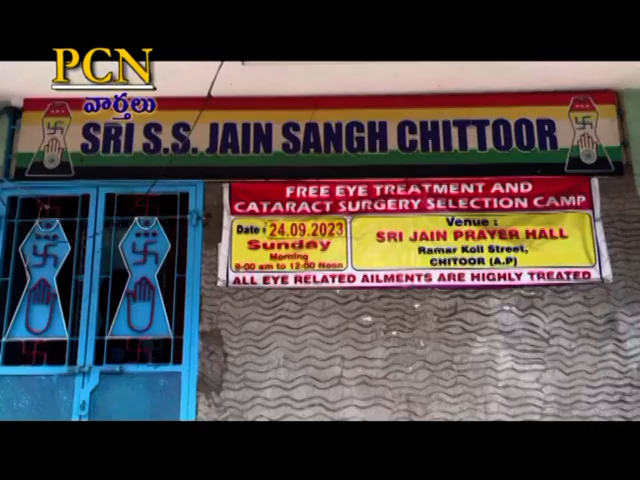 PCN
వార్తలు
SRI S.S. JAIN SANGH CHITTOOR
FREE EYE TREATMENT AND
CATARACT SURGERY SELECTION CAMP
Date : 24.09.2023
Sunday
Morning
9-00 am to 12-00 Noon
Venue :
SRI JAIN PRAYER HALL
Ramar Koil Street,
CHITOOR (A.P)
ALL EYE RELATED AILMENTS ARE HIGHLY TREATED